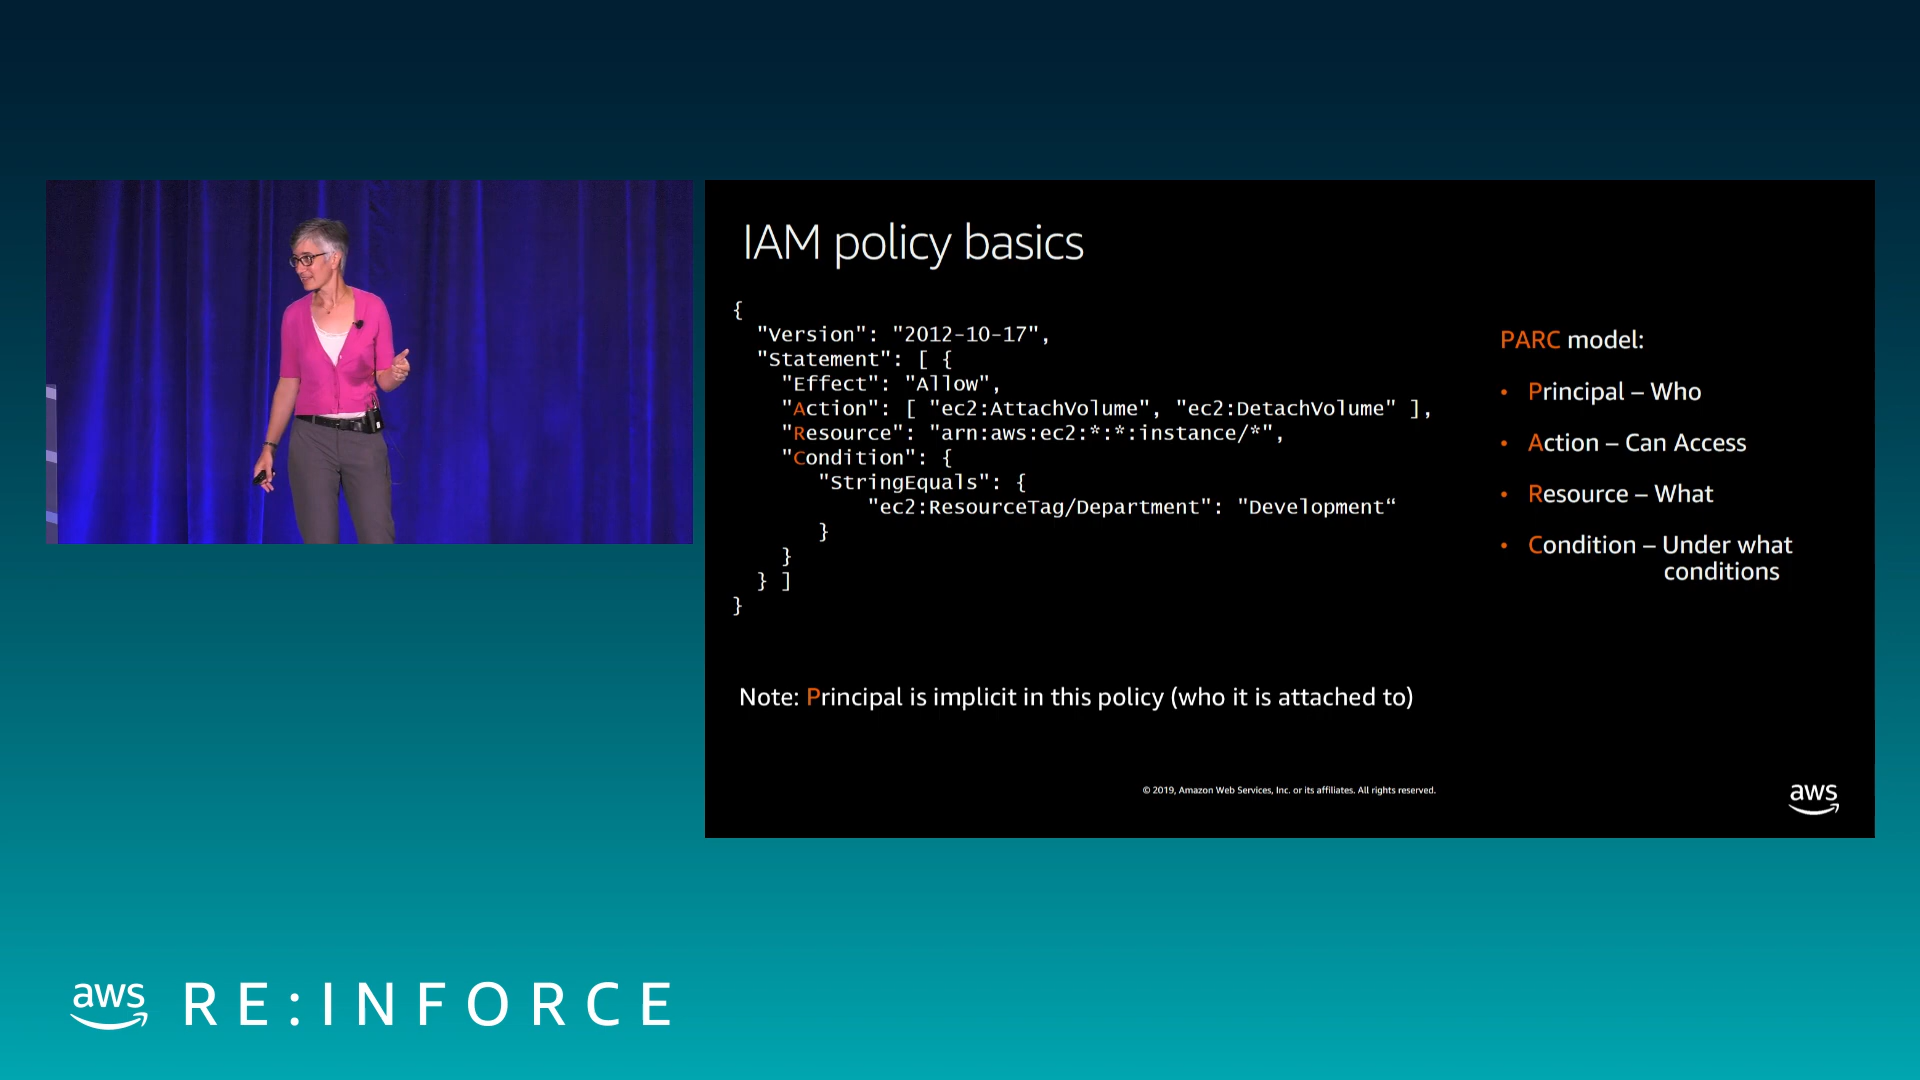 IAM policy basics
{
"Version": "2012-10-17",
"Statement": [ {
"Effect": "Allow",
"Action": [ "ec2:AttachVolume", "ec2:DetachVolume" ],
"Resource": "arn:aws:ec2:*:*:instance/*",
"Condition": {
"StringEquals": {
"ec2:ResourceTag/Department": "Development“
}
}
} ]
}
PARC model:
• Principal – Who
• Action – Can Access
• Resource – What
• Condition – Under what
conditions
Note: Principal is implicit in this policy (who it is attached to)
© 2019, Amazon Web Services, Inc. or its affiliates. All rights reserved.
aws
aws RE:INFORCE